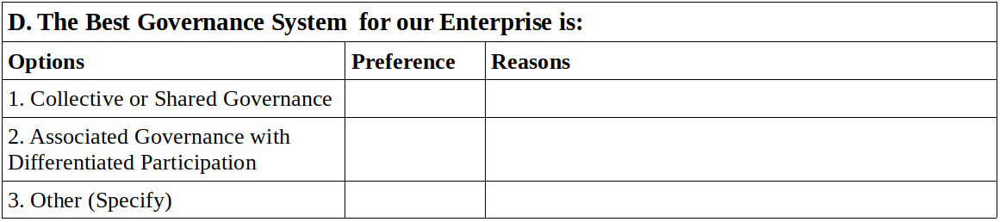 D. The Best Governance System  for our Enterprise is:
Options Preference Reasons
1. Collective or Shared Governance
2. Associated Governance with
Differentiated Participation
3. Other (Specify)